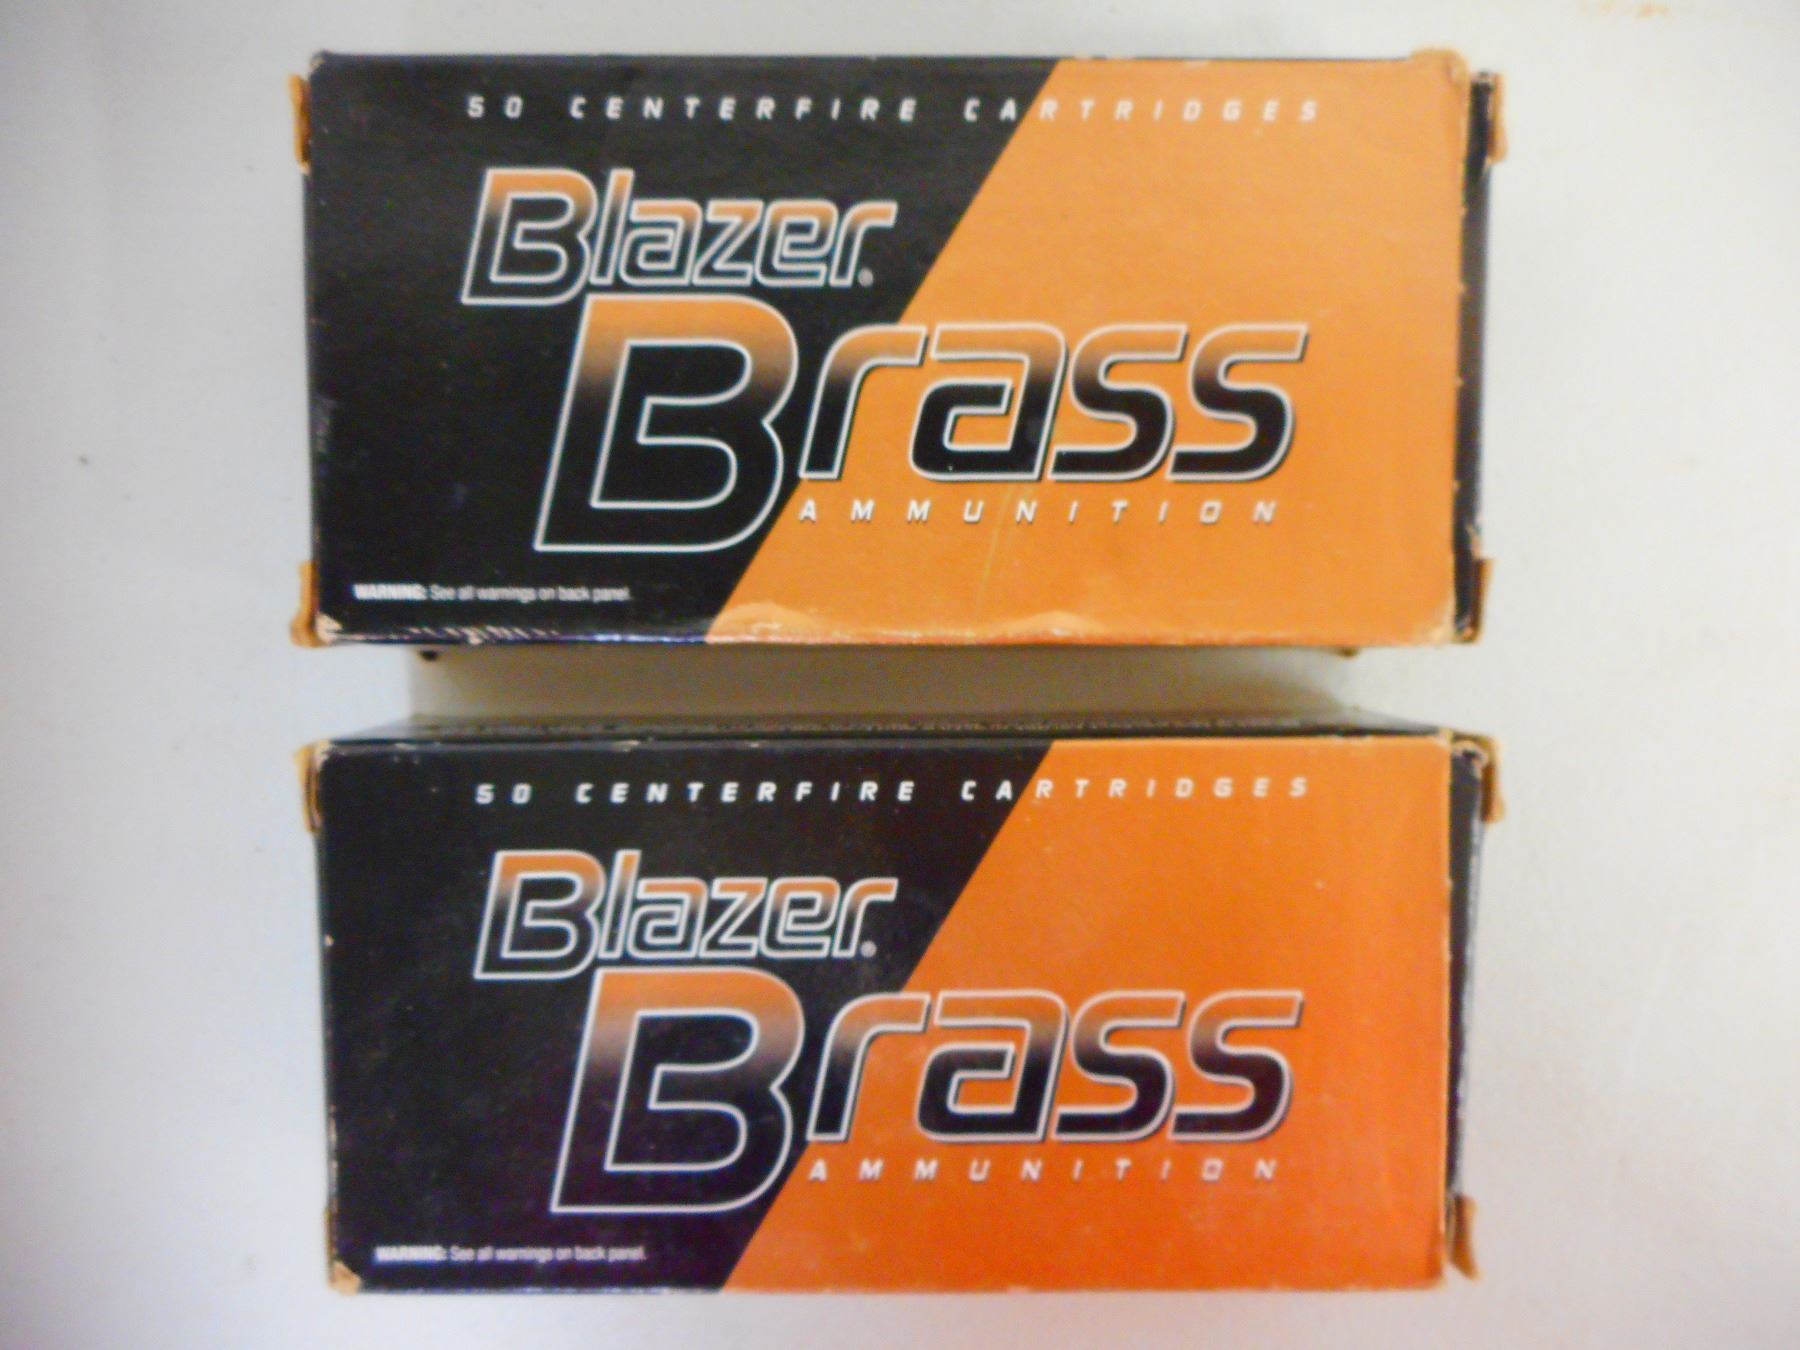 50 CENTERFIRE CARTRIDGES
Blazer®
Brass
AMMUNITION
WARNING: See all warnings on back panel.
50 CENTERFIRE CARTRIDGES
Blazer®
Brass
AMMUNITION
WARNING: See all warnings on back panel.